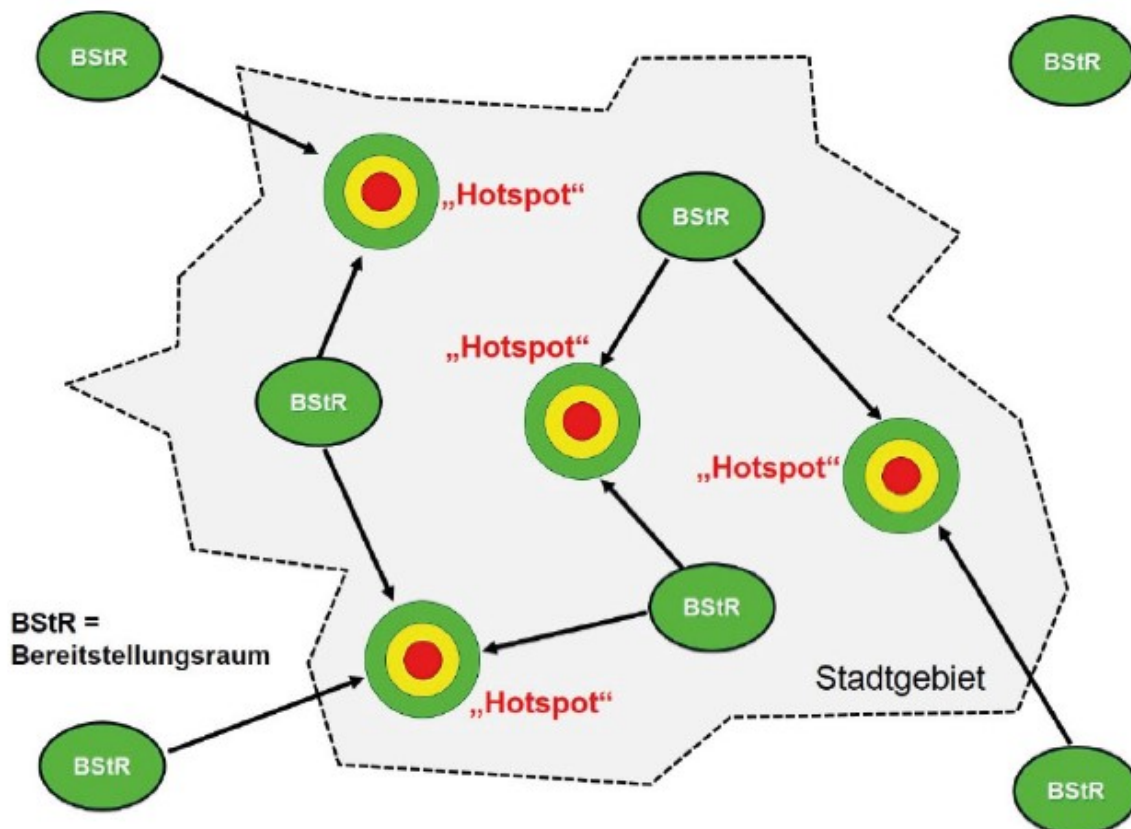 BStR
BStR
„Hotspot“
BStR
„Hotspot“
BStR
„Hotspot“
BStR
BStR =
Bereitstellungsraum
Stadtgebiet
„Hotspot“
BStR
BStR